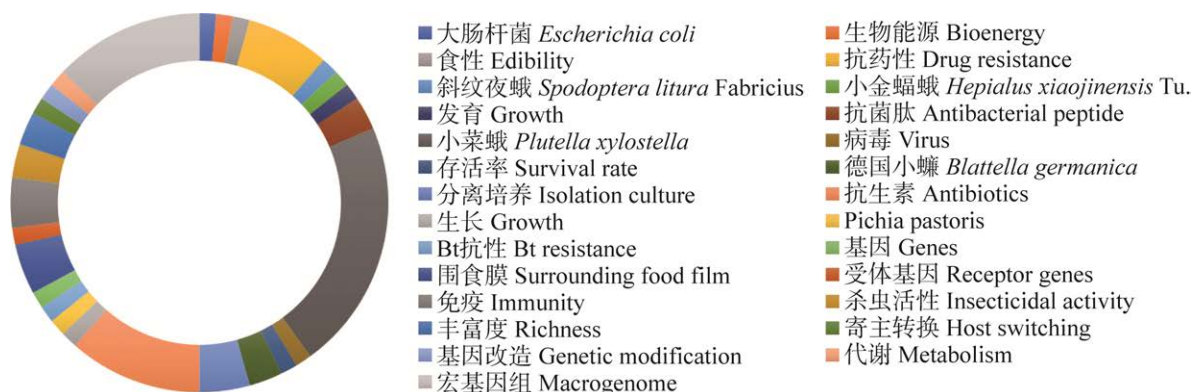 大肠杆菌 Escherichia coli
生物能源 Bioenergy
食性 Edibility
抗药性 Drug resistance
斜纹夜蛾 Spodoptera litura Fabricius
小金蝠蛾 Hepialus xiaojinensis Tu.
发育 Growth
抗菌肽 Antibacterial peptide
小菜蛾 Plutella xylostella
病毒 Virus
存活率 Survival rate
德国小蠊 Blattella germanica
分离培养 Isolation culture
抗生素 Antibiotics
生长 Growth
Pichia pastoris
Bt抗性 Bt resistance
基因 Genes
围食膜 Surrounding food film
受体基因 Receptor genes
免疫 Immunity
杀虫活性 Insecticidal activity
丰富度 Richness
寄主转换 Host switching
基因改造 Genetic modification
代谢 Metabolism
宏基因组 Macrogenome